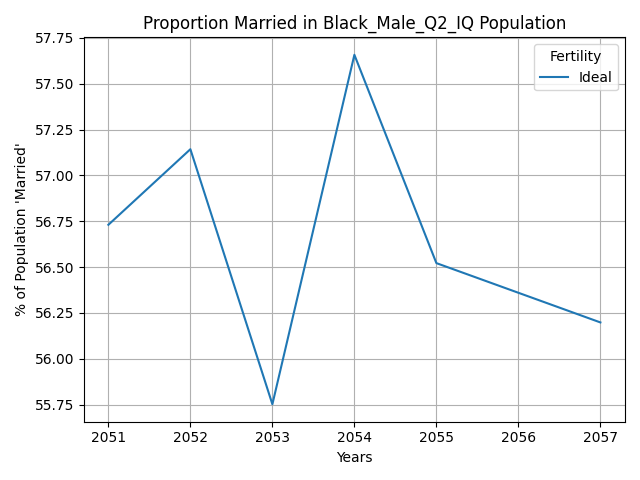 Proportion Married in Black_Male_Q2_IQ Population
57.75
57.50
57.25
57.00
56.75
56.50
56.25
56.00
55.75
% of Population 'Married'
Fertility
Ideal
2051 2052 2053 2054 2055 2056 2057
Years